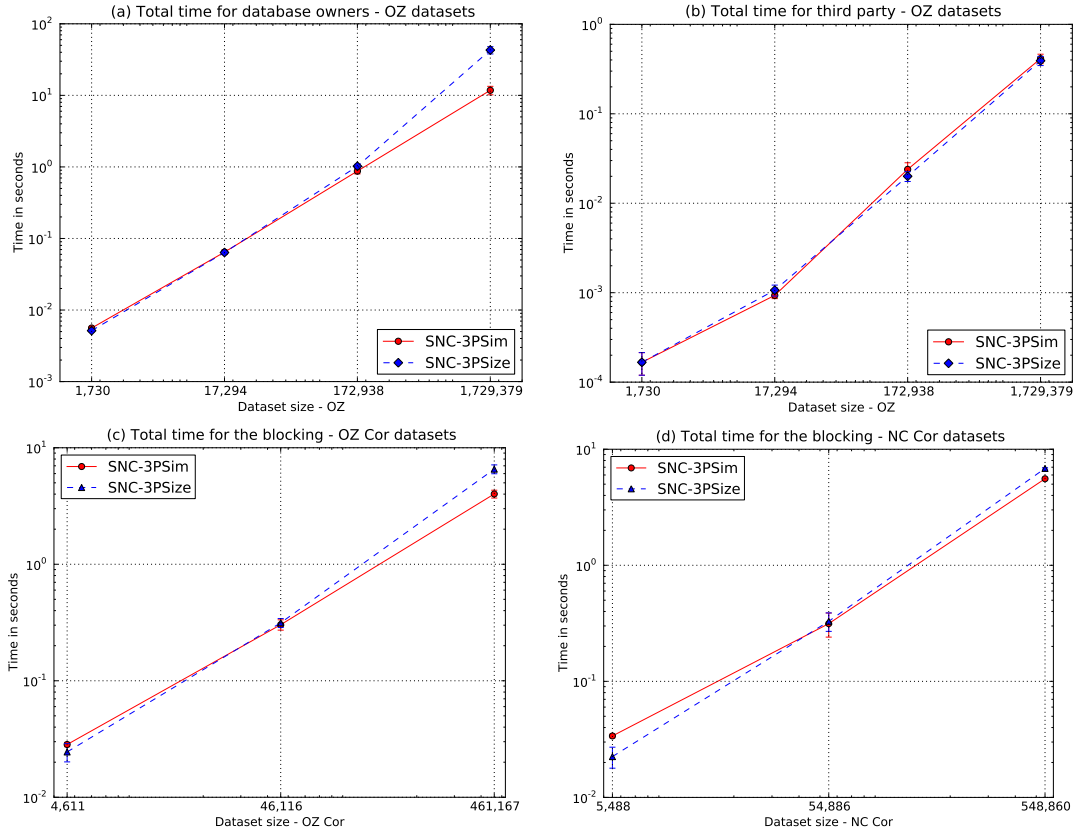 (a) Total time for database owners - OZ datasets
10^2
10^1
10^0
10^-1
10^-2
10^-3
Time in seconds
SNC-3PSim
SNC-3PSize
1,730
17,294
172,938
1,729,379
Dataset size - OZ
(b) Total time for third party - OZ datasets
10^0
10^-1
10^-2
10^-3
10^-4
Time in seconds
SNC-3PSim
SNC-3PSize
1,730
17,294
172,938
1,729,379
Dataset size - OZ
(c) Total time for the blocking - OZ Cor datasets
10^1
10^0
10^-1
10^-2
Time in seconds
SNC-3PSim
SNC-3PSize
4,611
46,116
461,167
Dataset size - OZ Cor
(d) Total time for the blocking - NC Cor datasets
10^1
10^0
10^-1
10^-2
Time in seconds
SNC-3PSim
SNC-3PSize
5,488
54,886
548,860
Dataset size - NC Cor